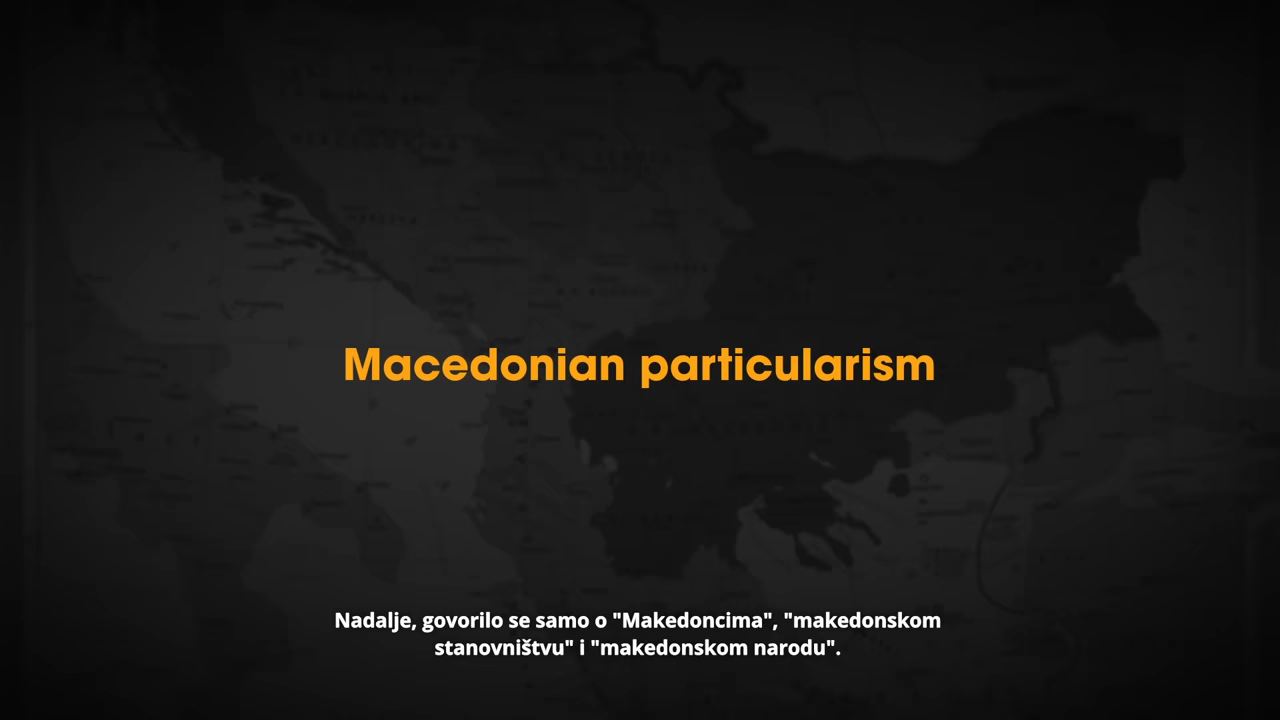 Macedonian particularism
Nadalje, govorilo se samo o "Makedoncima", "makedonskom
stanovništvu" i "makedonskom narodu".